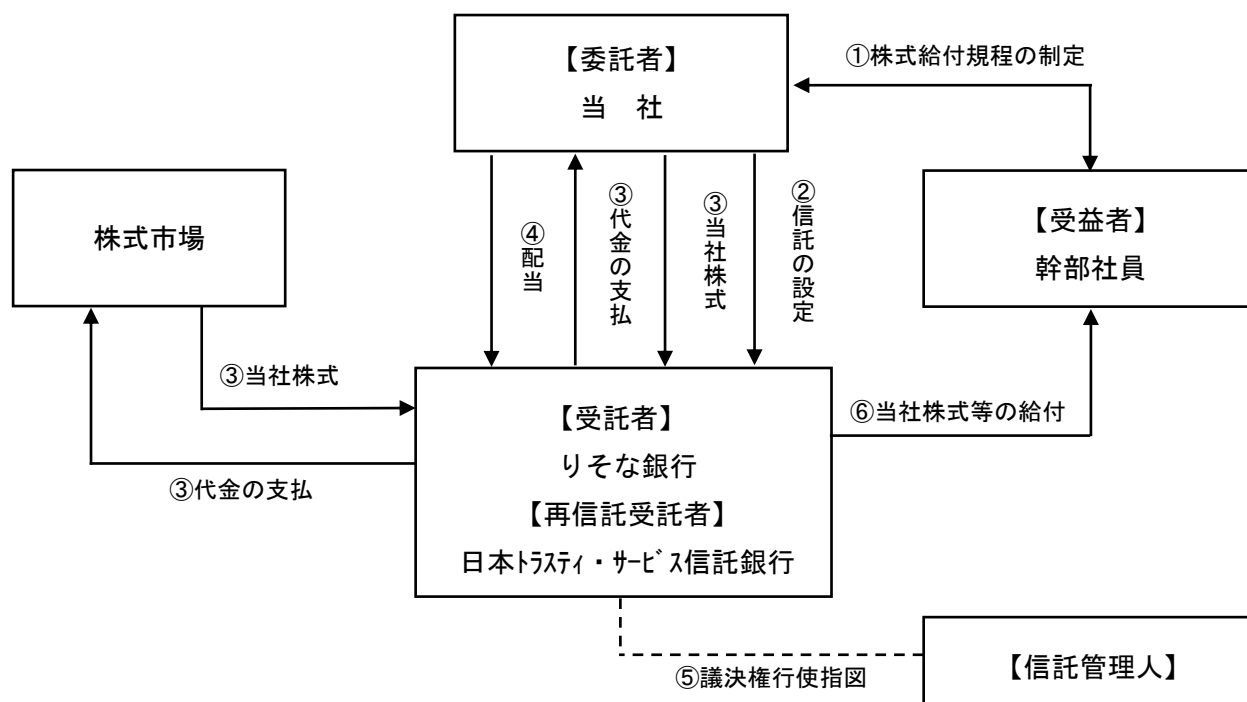 【委託者】
当 社
①株式給付規程の制定
株式市場
④配当
③代金の支払
③当社株式
②信託の設定
【受益者】
幹部社員
③当社株式
⑥当社株式等の給付
【受託者】
りそな銀行
【再信託受託者】
日本ﾄﾗｽﾃｨ・ｻｰﾋﾞｽ信託銀行
③代金の支払
⑤議決権行使指図
【信託管理人】